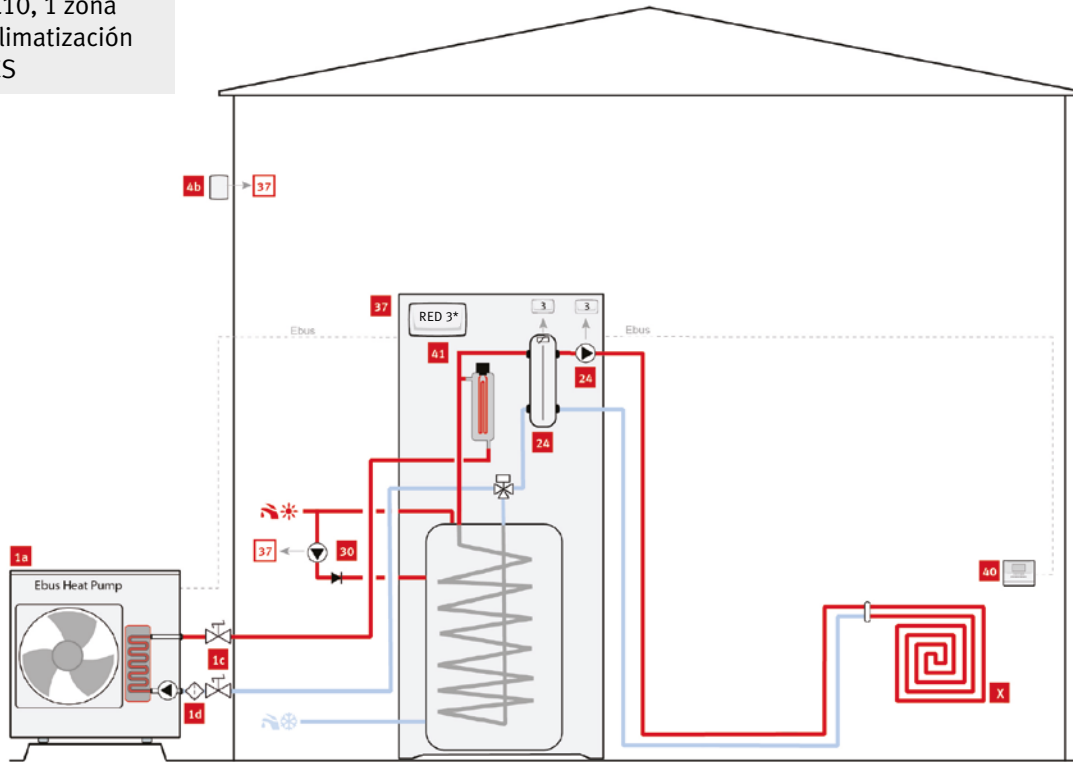 10, 1 zona
limatización
S
4b
37
37
RED 3*
3
3
Ebus
Ebus
41
24
24
37
30
1a
Ebus Heat Pump
40
1c
1d
X